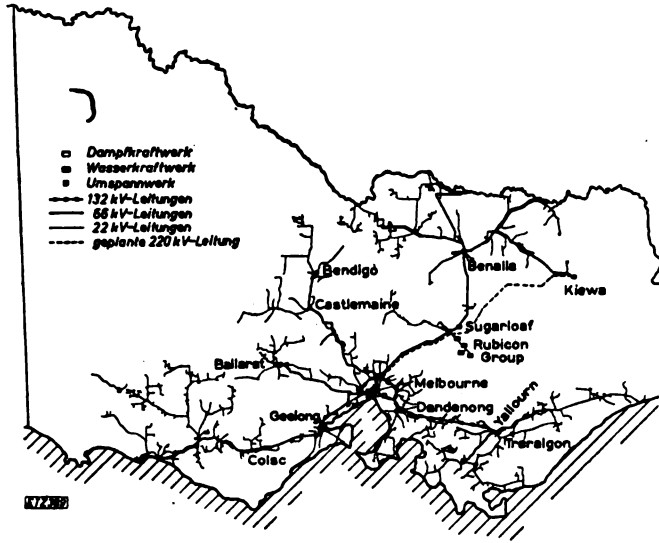 Dampfkraftwerk
Wasserkraftwerk
Umspannwerk
132 kV-Leitungen
66 kV-Leitungen
22 kV-Leitungen
geplante 220 kV-Leitung
Benalla
Kiewa
Bendigo
Castlemaine
Sugarloaf
Rubicon
Group
Ballarat
Melbourne
Dandenong
Yallourn
Geelong
Traralgon
Colac